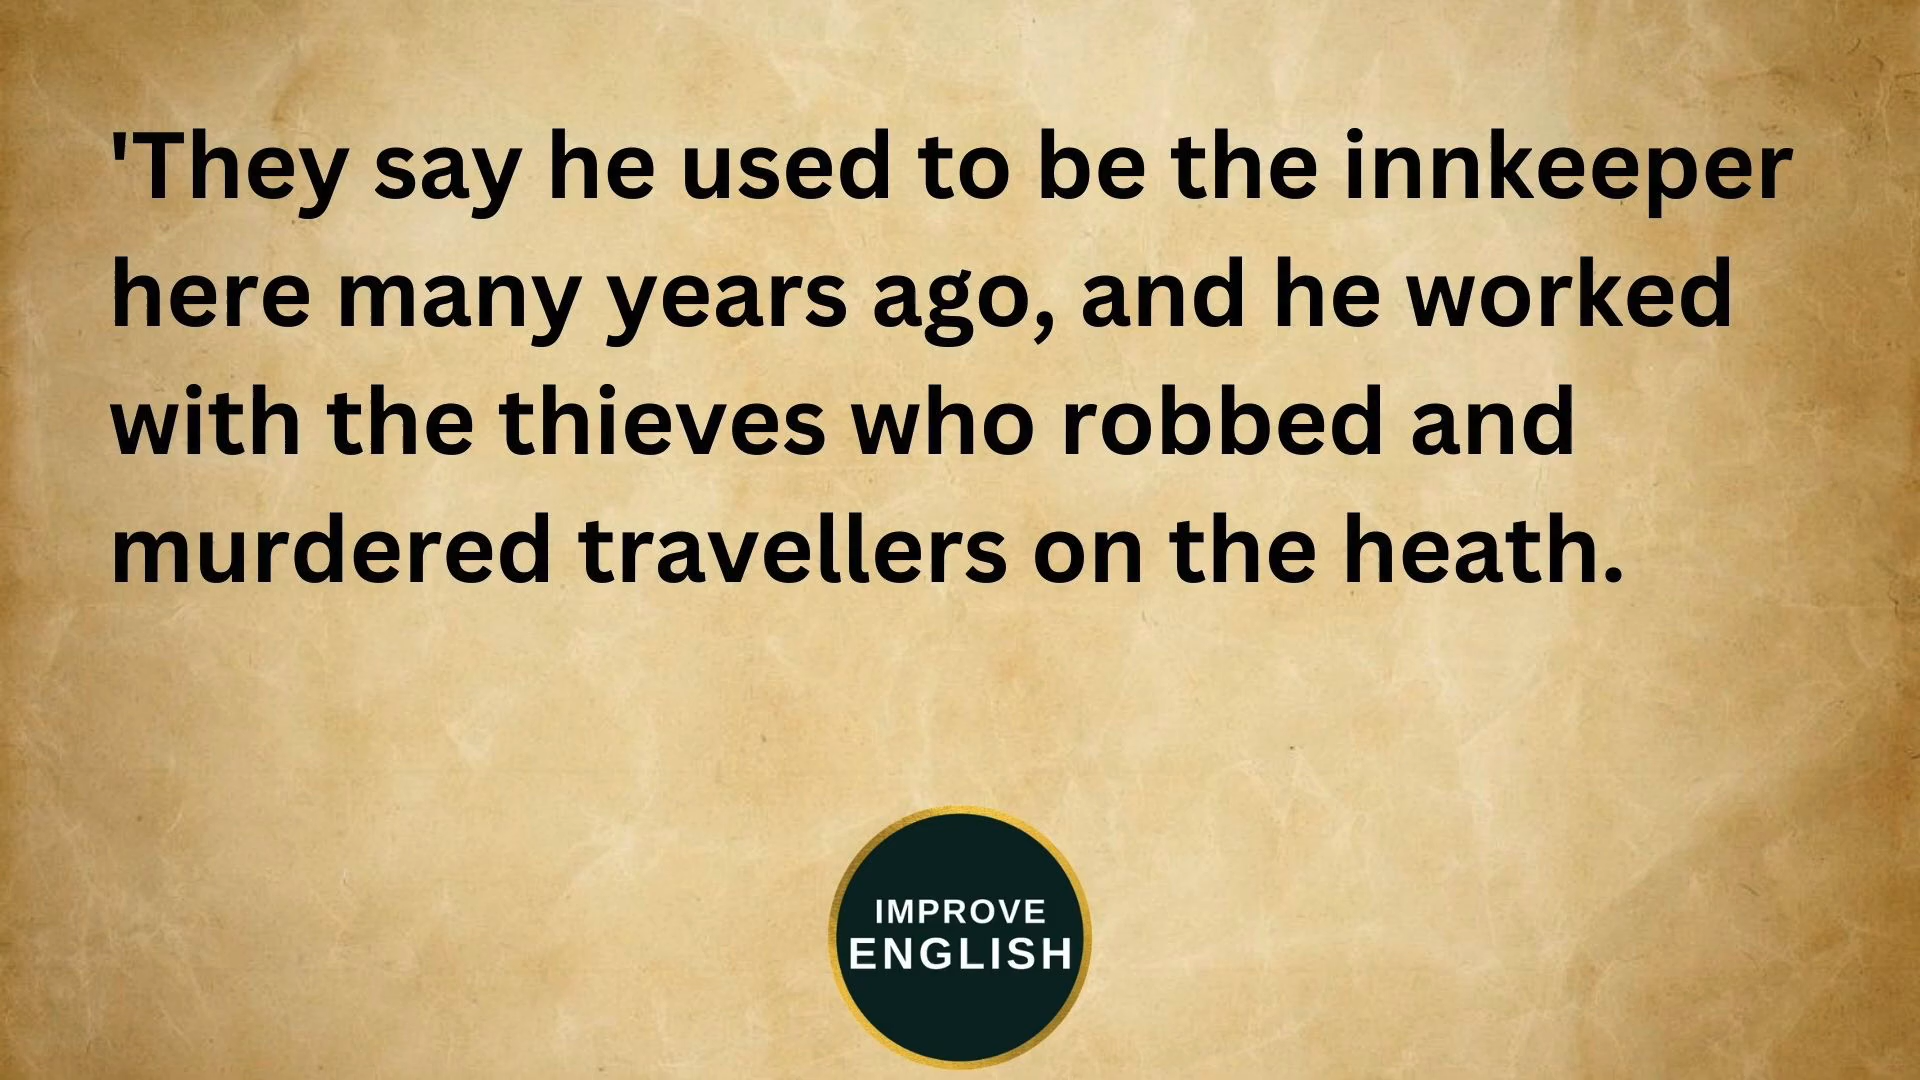 'They say he used to be the innkeeper
here many years ago, and he worked
with the thieves who robbed and
murdered travellers on the heath.
IMPROVE
ENGLISH